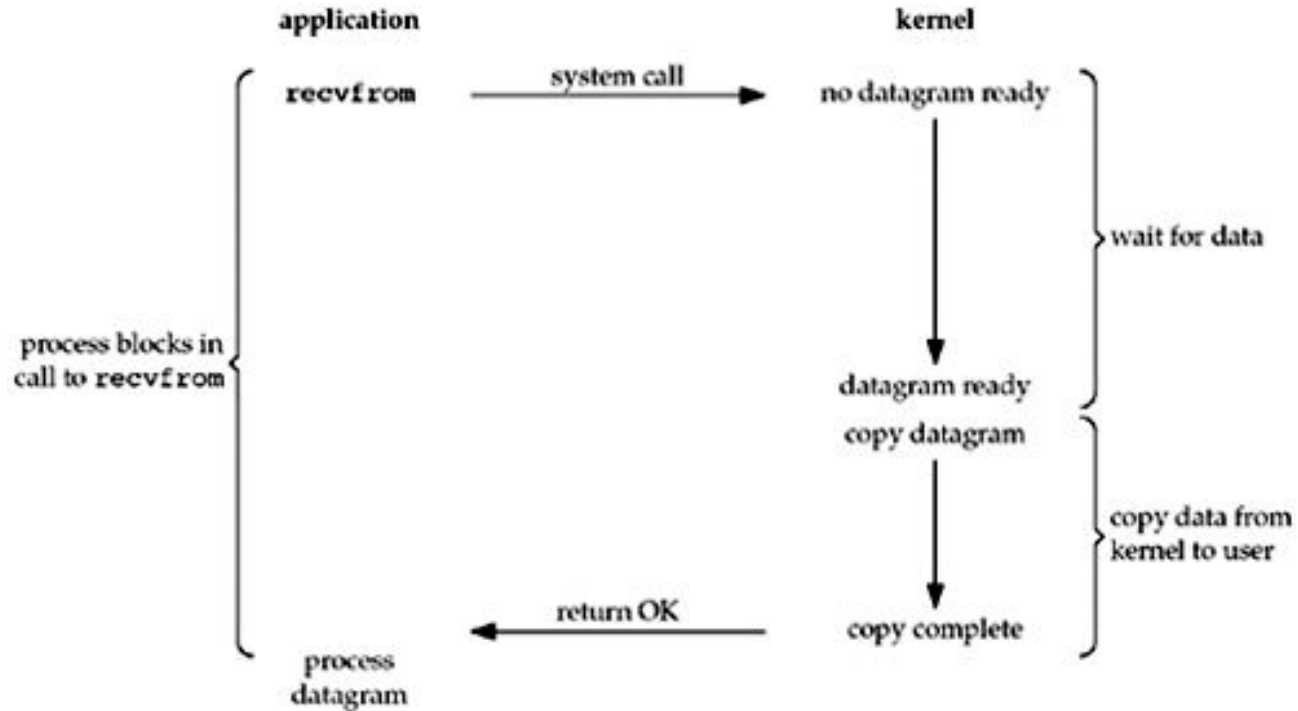 application
kernel
recvfrom
system call
no datagram ready
wait for data
process blocks in
call to recvfrom
datagram ready
copy datagram
copy data from
kernel to user
return OK
copy complete
process
datagram